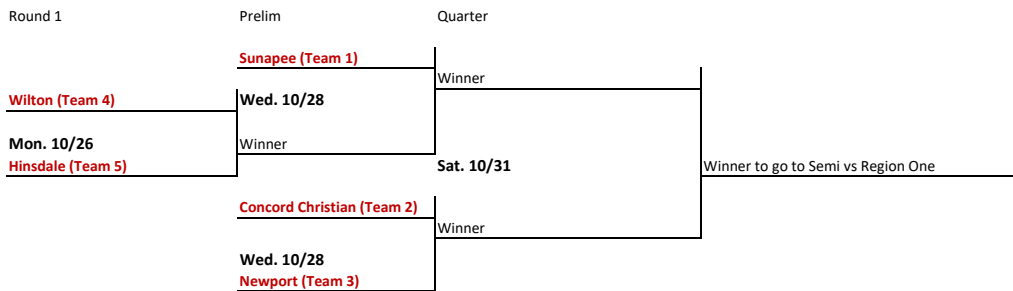 Round 1 Prelim Quarter
Sunapee (Team 1)
Winner
Wilton (Team 4) Wed. 10/28
Mon. 10/26 Winner
Hinsdale (Team 5) Sat. 10/31 Winner to go to Semi vs Region One
Concord Christian (Team 2)
Winner
Wed. 10/28
Newport (Team 3)